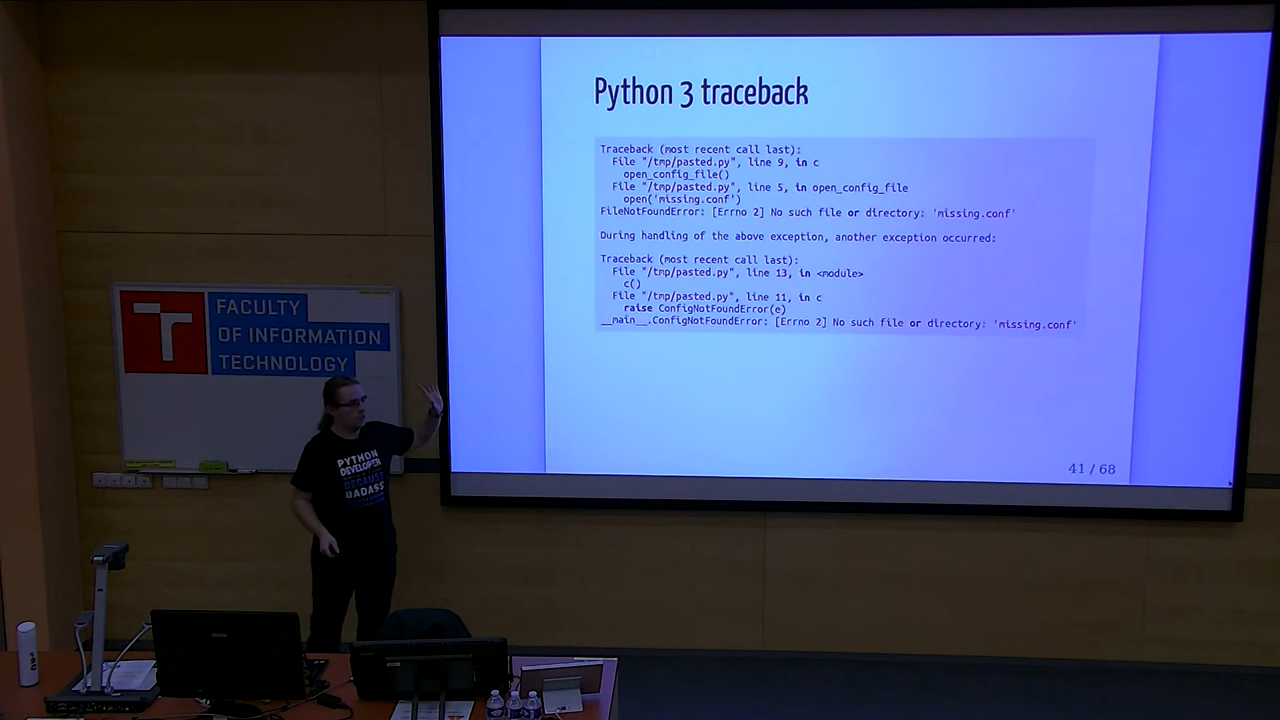 Python 3 traceback
Traceback (most recent call last):
File "/tmp/pasted.py", line 9, in c
open_config_file()
File "/tmp/pasted.py", line 5, in open_config_file
open('missing.conf')
FileNotFoundError: [Errno 2] No such file or directory: 'missing.conf'
During handling of the above exception, another exception occurred:
Traceback (most recent call last):
File "/tmp/pasted.py", line 13, in <module>
c()
File "/tmp/pasted.py", line 11, in c
raise ConfigNotFoundError(e)
__main__.ConfigNotFoundError: [Errno 2] No such file or directory: 'missing.conf'
41 / 68
FACULTY
OF INFORMATION
TECHNOLOGY
PYTHON
DEVELOPER
BECAUSE
BADASS